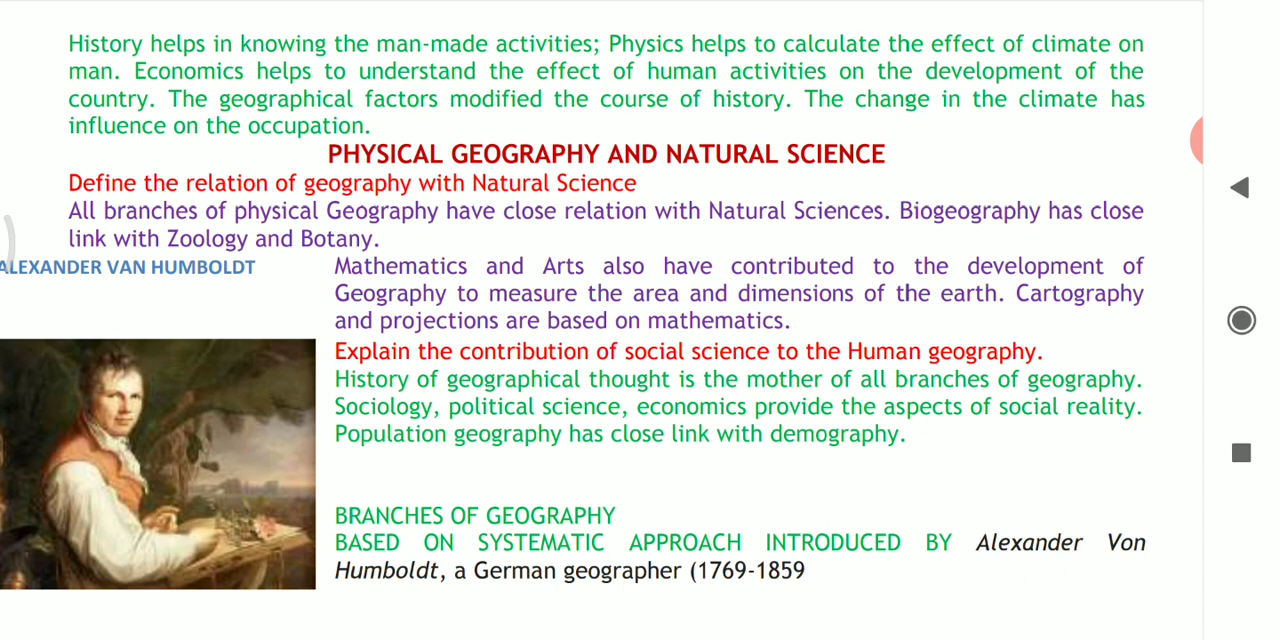 History helps in knowing the man-made activities; Physics helps to calculate the effect of climate on
man. Economics helps to understand the effect of human activities on the development of the
country. The geographical factors modified the course of history. The change in the climate has
influence on the occupation.
PHYSICAL GEOGRAPHY AND NATURAL SCIENCE
Define the relation of geography with Natural Science
All branches of physical Geography have close relation with Natural Sciences. Biogeography has close
link with Zoology and Botany.
ALEXANDER VAN HUMBOLDT
Mathematics and Arts also have contributed to the development of
Geography to measure the area and dimensions of the earth. Cartography
and projections are based on mathematics.
Explain the contribution of social science to the Human geography.
History of geographical thought is the mother of all branches of geography.
Sociology, political science, economics provide the aspects of social reality.
Population geography has close link with demography.
BRANCHES OF GEOGRAPHY
BASED ON SYSTEMATIC APPROACH INTRODUCED BY Alexander Von
Humboldt, a German geographer (1769-1859